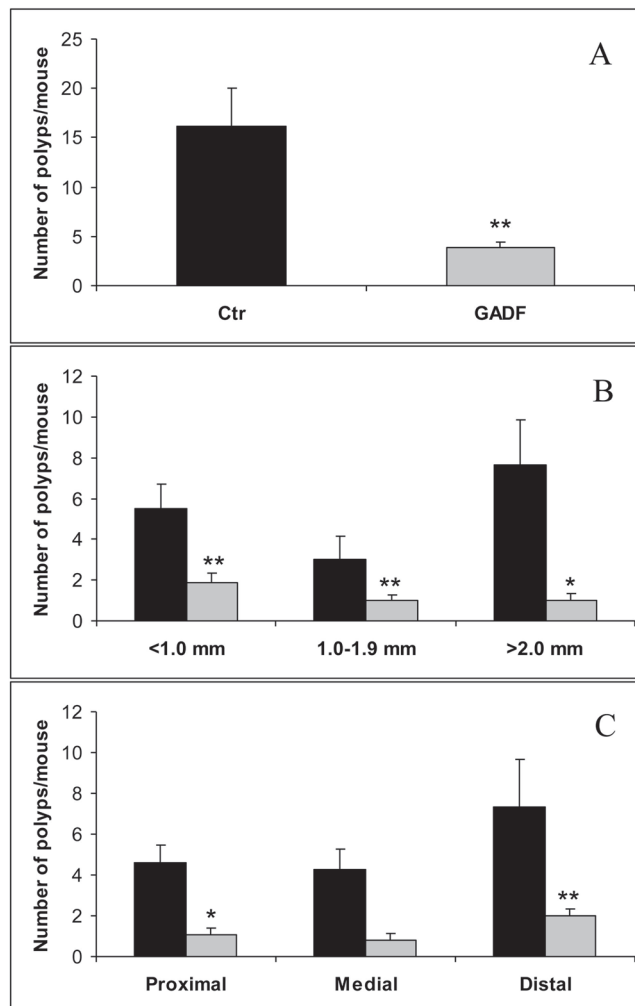 A
Number of polyps/mouse
25
20
15
10
5
0
**
Ctr GADF
B
Number of polyps/mouse
12
10
8
6
4
2
0
** ** *
<1.0 mm 1.0-1.9 mm >2.0 mm
C
Number of polyps/mouse
12
10
8
6
4
2
0
* **
Proximal Medial Distal